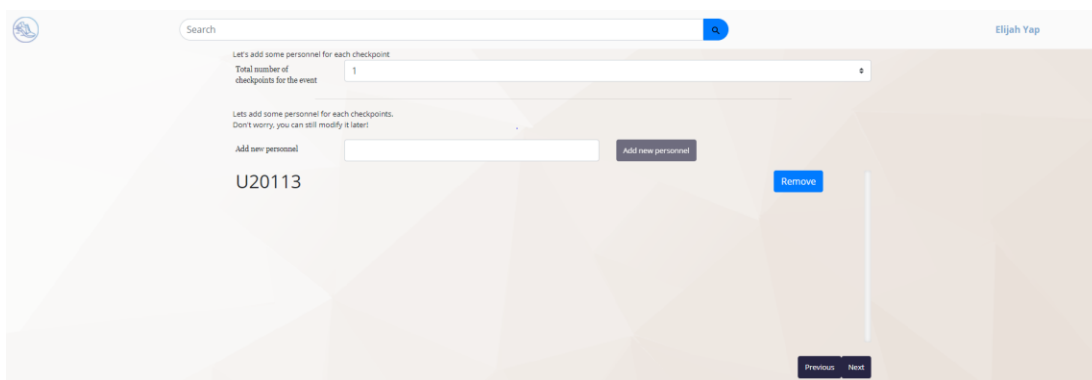 Search
Elijah Yap
Let's add some personnel for each checkpoint
Total number of
checkpoints for the event
1
Lets add some personnel for each checkpoints.
Don't worry, you can still modify it later!
Add new personnel
Add new personnel
U20113
Remove
Previous
Next